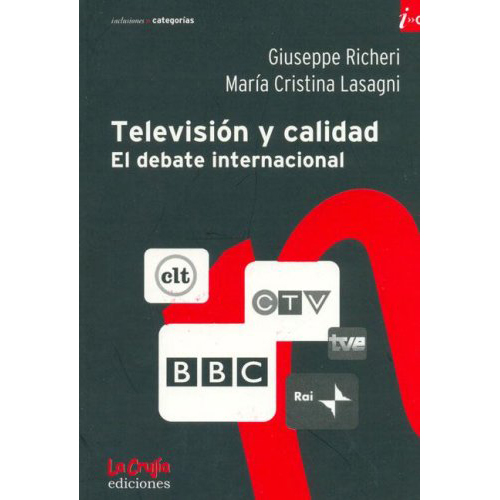 inclusiones » categorías
i»c
Giuseppe Richeri
María Cristina Lasagni
Televisión y calidad
El debate internacional
clt
CTV
tve
BBC
Rai
La Crujía
ediciones